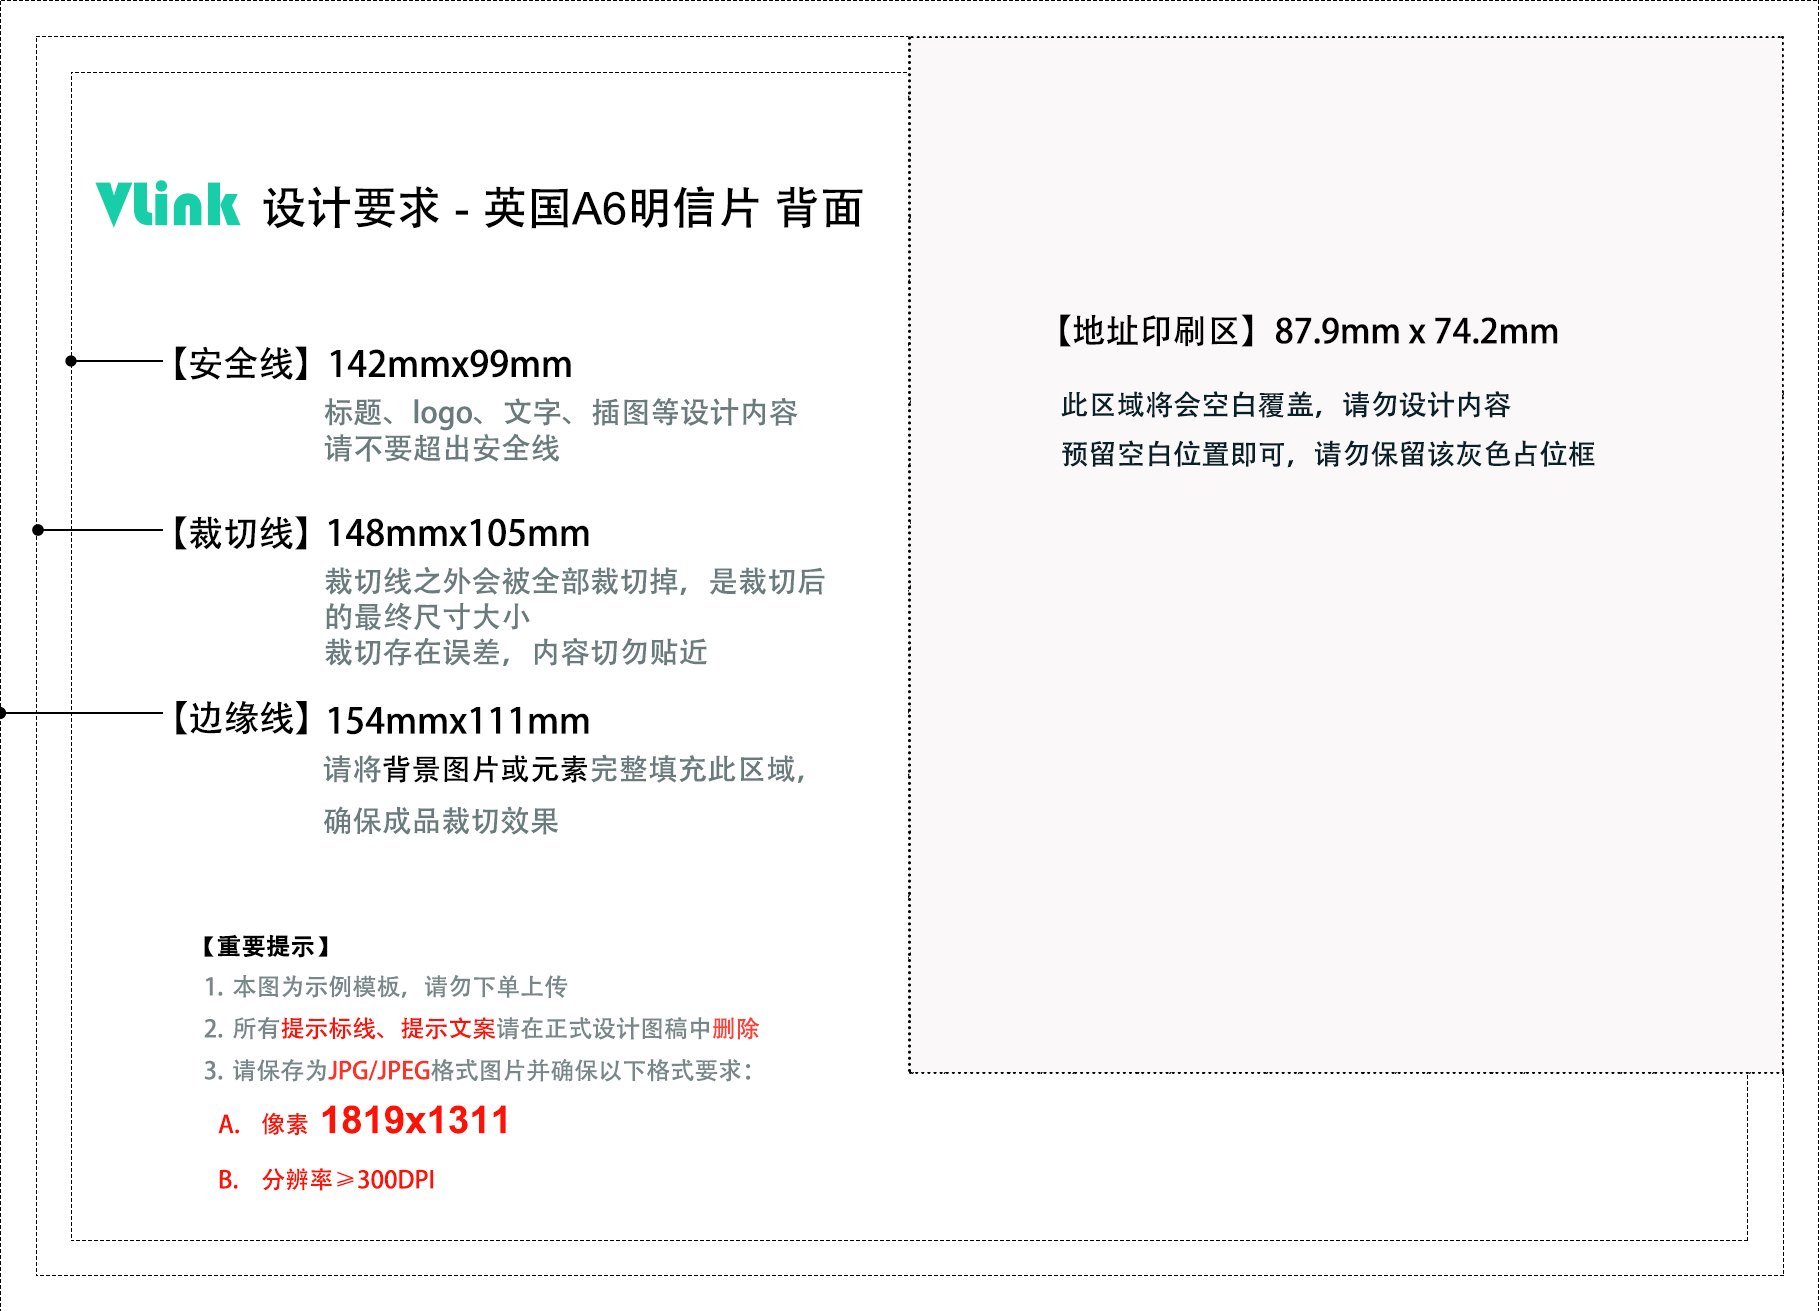 VLink 设计要求 - 英国A6明信片 背面
【安全线】142mmx99mm
标题、logo、文字、插图等设计内容
请不要超出安全线
【裁切线】148mmx105mm
裁切线之外会被全部裁切掉，是裁切后
的最终尺寸大小
裁切存在误差，内容切勿贴近
【边缘线】154mmx111mm
请将背景图片或元素完整填充此区域，
确保成品裁切效果
【重要提示】
1. 本图为示例模板，请勿下单上传
2. 所有提示标线、提示文案请在正式设计图稿中删除
3. 请保存为JPG/JPEG格式图片并确保以下格式要求：
A. 像素 1819x1311
B. 分辨率≥300DPI
【地址印刷区】87.9mm x 74.2mm
此区域将会空白覆盖，请勿设计内容
预留空白位置即可，请勿保留该灰色占位框